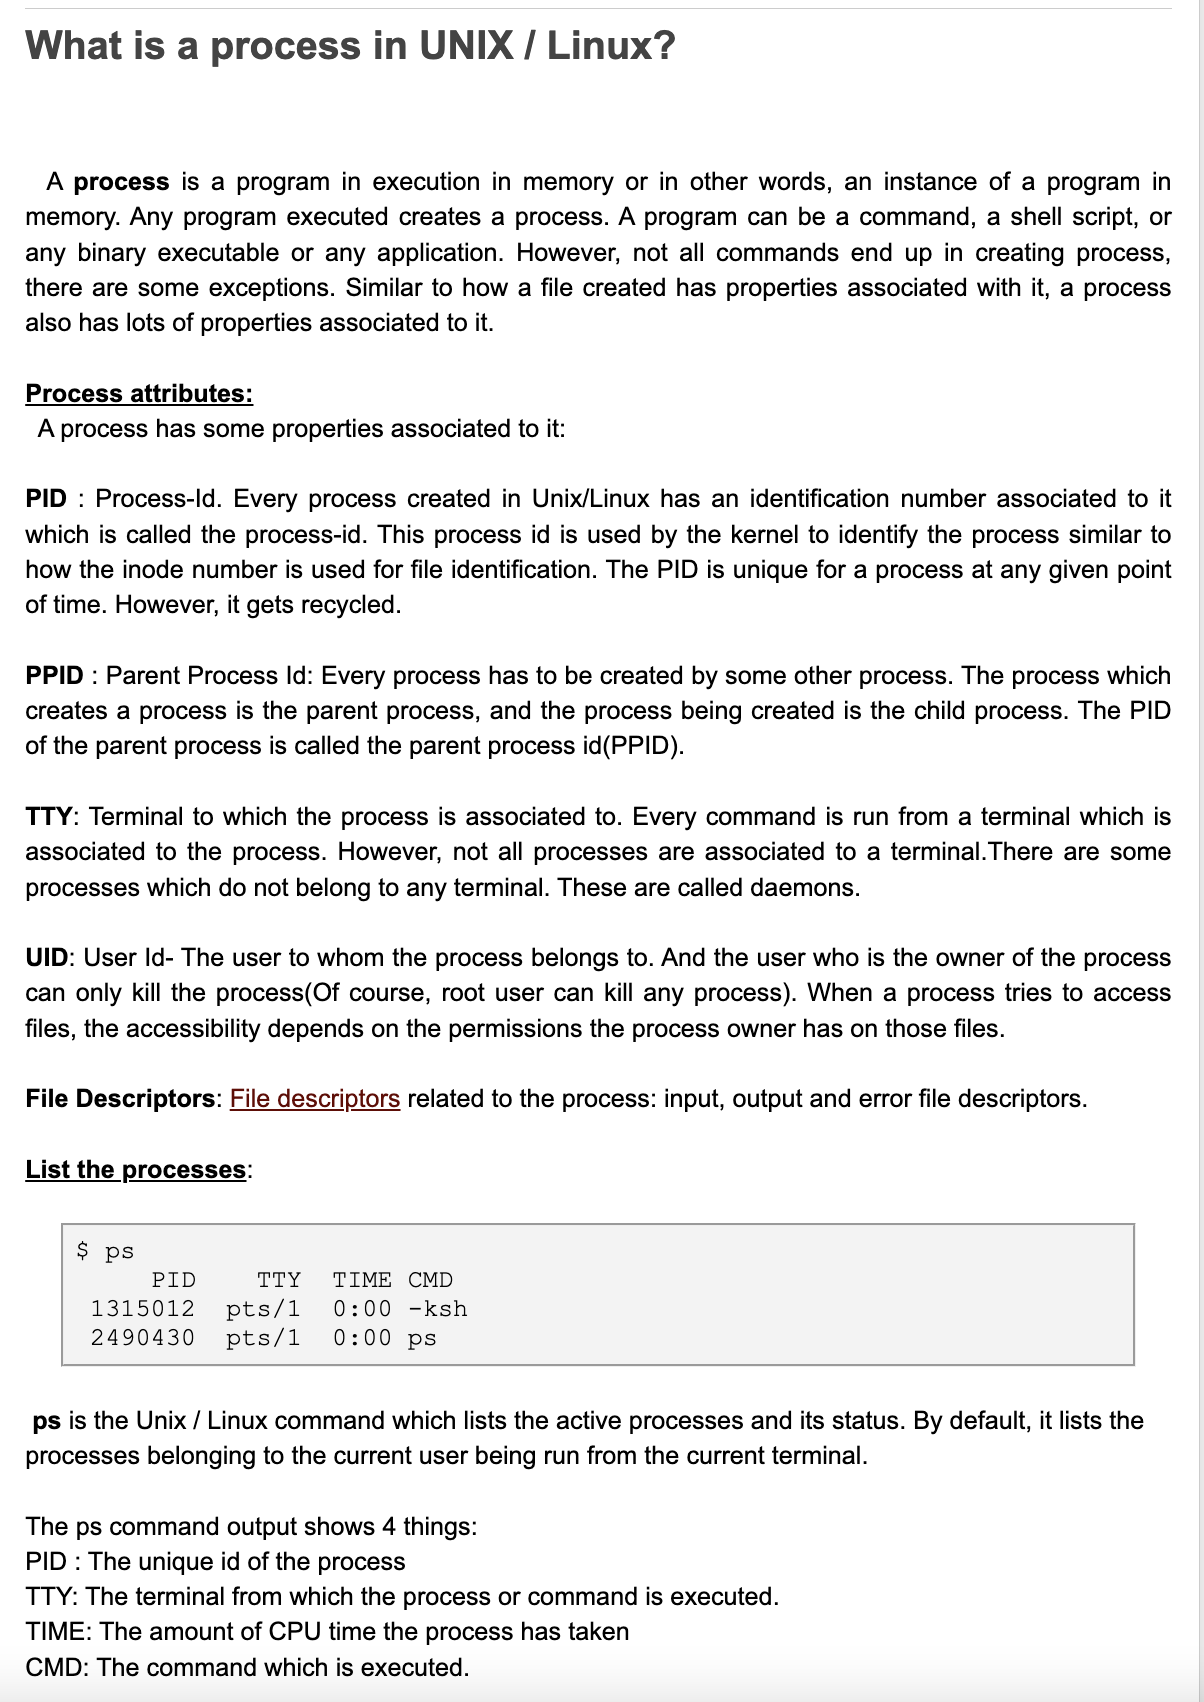 What is a process in UNIX / Linux?
A process is a program in execution in memory or in other words, an instance of a program in
memory. Any program executed creates a process. A program can be a command, a shell script, or
any binary executable or any application. However, not all commands end up in creating process,
there are some exceptions. Similar to how a file created has properties associated with it, a process
also has lots of properties associated to it.
Process attributes:
A process has some properties associated to it:
PID : Process-Id. Every process created in Unix/Linux has an identification number associated to it
which is called the process-id. This process id is used by the kernel to identify the process similar to
how the inode number is used for file identification. The PID is unique for a process at any given point
of time. However, it gets recycled.
PPID : Parent Process Id: Every process has to be created by some other process. The process which
creates a process is the parent process, and the process being created is the child process. The PID
of the parent process is called the parent process id(PPID).
TTY: Terminal to which the process is associated to. Every command is run from a terminal which is
associated to the process. However, not all processes are associated to a terminal.There are some
processes which do not belong to any terminal. These are called daemons.
UID: User Id- The user to whom the process belongs to. And the user who is the owner of the process
can only kill the process(Of course, root user can kill any process). When a process tries to access
files, the accessibility depends on the permissions the process owner has on those files.
File Descriptors: File descriptors related to the process: input, output and error file descriptors.
List the processes:
$ ps
     PID    TTY  TIME CMD
 1315012  pts/1  0:00 -ksh
 2490430  pts/1  0:00 ps
ps is the Unix / Linux command which lists the active processes and its status. By default, it lists the
processes belonging to the current user being run from the current terminal.
The ps command output shows 4 things:
PID : The unique id of the process
TTY: The terminal from which the process or command is executed.
TIME: The amount of CPU time the process has taken
CMD: The command which is executed.